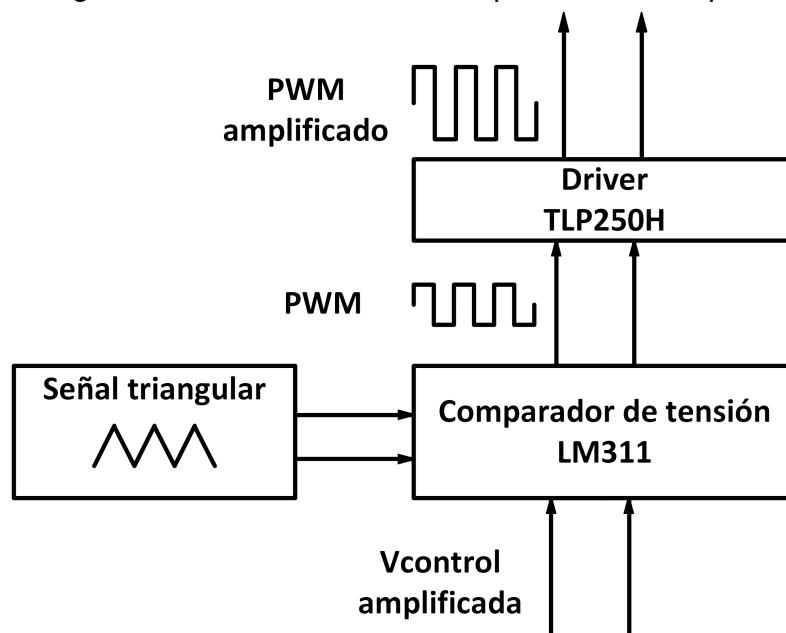 PWM
amplificado
Driver
TLP250H
PWM
Señal triangular
Comparador de tensión
LM311
Vcontrol
amplificada